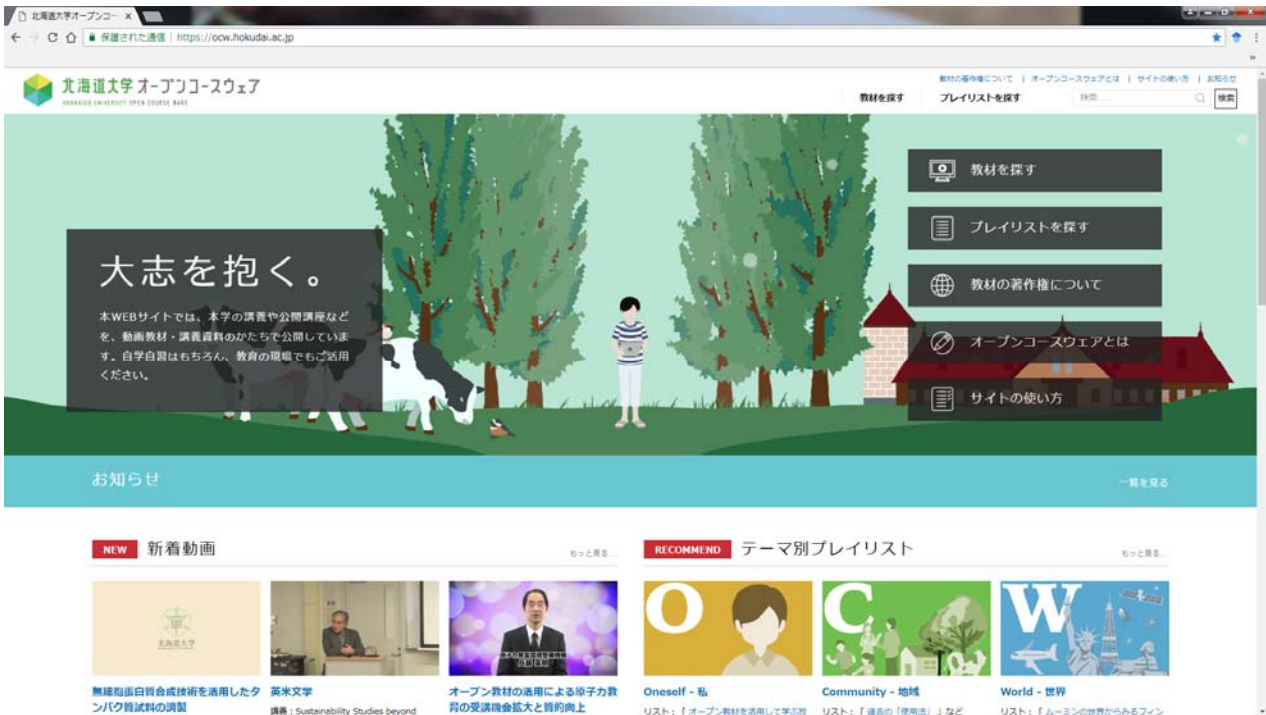 北海道大学オープンコー
保護された通信 | https://ocw.hokudai.ac.jp
北海道大学 オープンコースウェア
HOKKAIDO UNIVERSITY OPEN COURSE WARE
教材の著作権について | オープンコースウェアとは | サイトの使い方 | お知らせ
教材を探す プレイリストを探す 検索 ... 検索
教材を探す
プレイリストを探す
教材の著作権について
オープンコースウェアとは
サイトの使い方
大志を抱く。
本WEBサイトでは、本学の講義や公開講座など
を、動画教材・講義資料のかたちで公開していま
す。自学自習はもちろん、教育の現場でもご活用
ください。
お知らせ 一覧を見る
NEW 新着動画 もっと見る...
RECOMMEND テーマ別プレイリスト もっと見る...
北海道大学
O
C
W
無細胞蛋白質合成技術を活用したタ
ンパク質試料の調製
英米文学
講義：Sustainability Studies beyond
オープン教材の活用による原子力教
育の受講機会拡大と質的向上
Oneself - 私
リスト：「 オープン教材を活用して学ぶ放
Community - 地域
リスト：「 過去の「使用法」 」など
World - 世界
リスト：「 ムーミンの世界からみるフィン